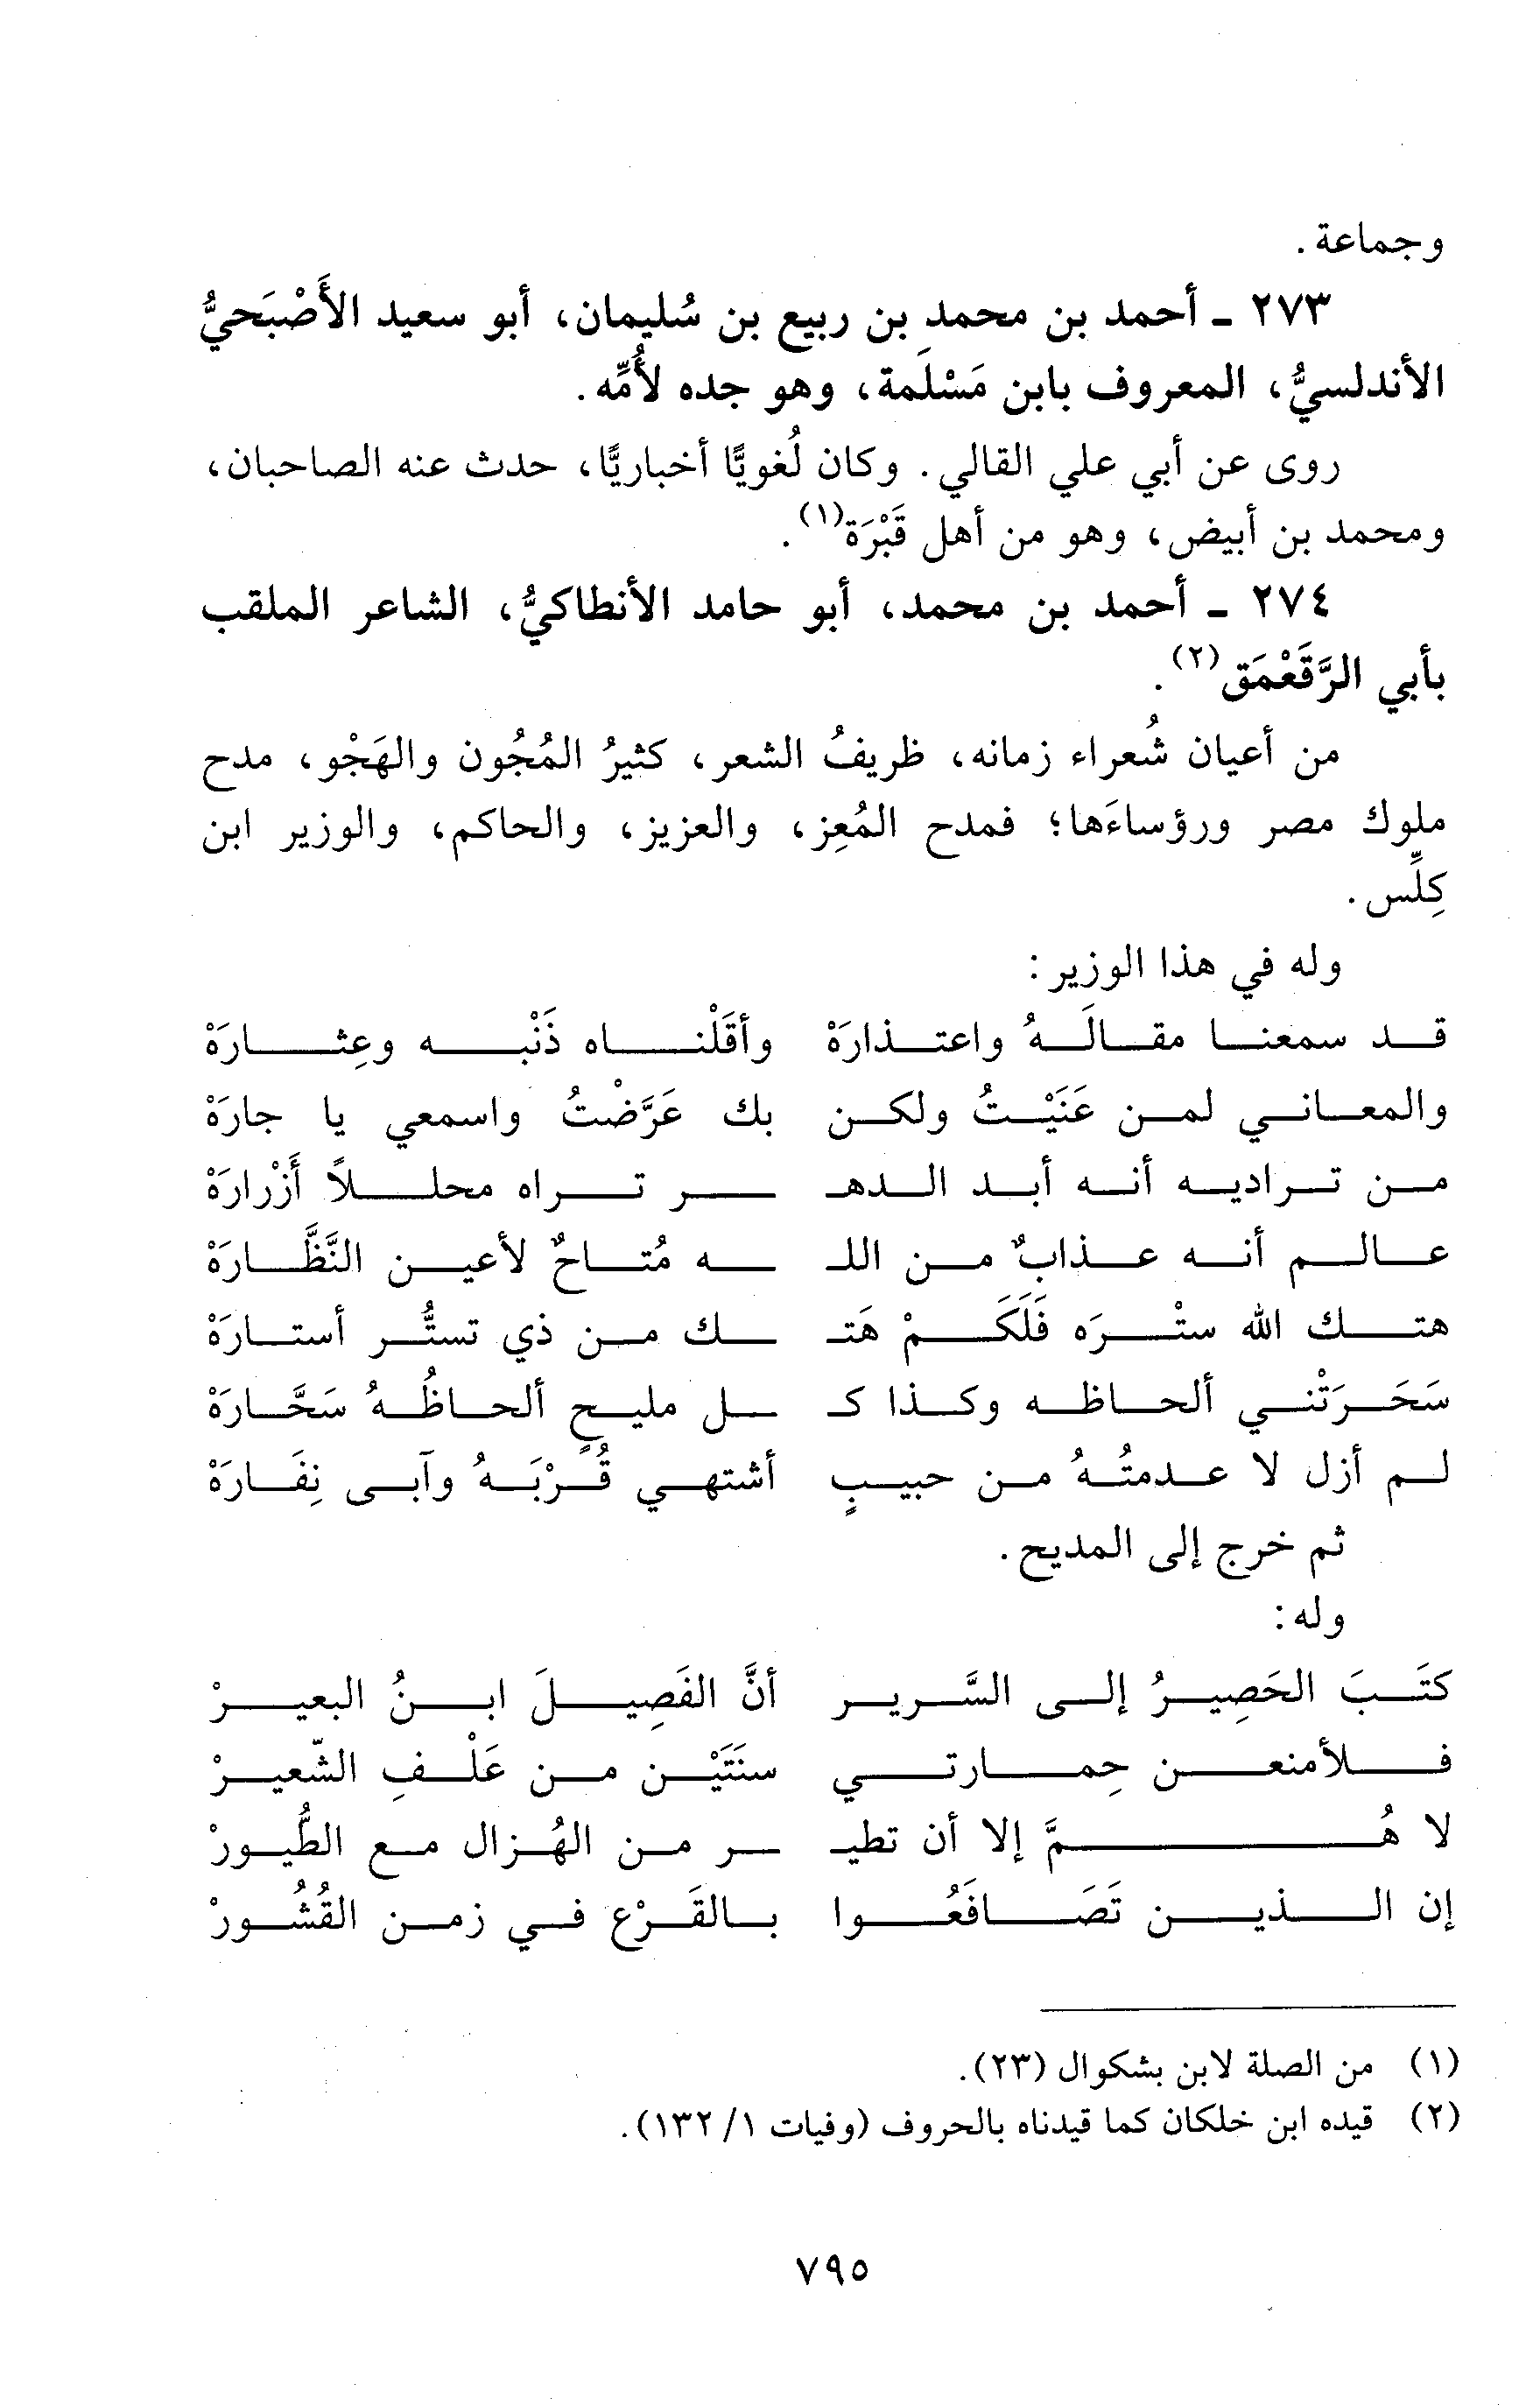 وجماعة.
٢٧٣ - أحمد بن محمد بن ربيع بن سُليمان، أبو سعيد الأَصْبَحيُّ
الأندلسيُّ، المعروف بابن مَسْلَمة، وهو جده لأُمِّه.
روى عن أبي علي القالي. وكان لُغويًّا أخباريًّا، حدث عنه الصاحبان،
ومحمد بن أبيض، وهو من أهل قَبْرَة(١).
٢٧٤ - أحمد بن محمد، أبو حامد الأنطاكيُّ، الشاعر الملقب
بأبي الرَّقَعْمَق(٢).
من أعيان شُعراء زمانه، ظريفُ الشعر، كثيرُ المُجُون والهَجْو، مدح
ملوك مصر ورؤساءَها؛ فمدح المُعِز، والعزيز، والحاكم، والوزير ابن
كِلِّس.
وله في هذا الوزير:
قد سمعنا مقالَهُ واعتذارَهْ وأقَلْناه ذَنْبه وعِثارَهْ
والمعاني لمن عَنَيْتُ ولكن بك عَرَّضْتُ واسمعي يا جارَهْ
من تراديه أنه أبد الدهـ ـر تراه محلِّلاً أَزْرارَهْ
عالم أنه عذابٌ من اللـ ـه مُتاحٌ لأعين النَّظَّارَهْ
هتك الله ستْرَه فَلَكَمْ هَتـ ـك من ذي تستُّر أستارَهْ
سَحَرَتْني ألحاظه وكذا كـ ـل مليحٍ ألحاظُهُ سَحَّارَهْ
لم أزل لا عدمتُهُ من حبيبٍ أشتهي قُرْبَهُ وآبى نِفَارَهْ
ثم خرج إلى المديح.
وله:
كتَبَ الحَصِيرُ إلى السَّرير أنَّ الفَصِيلَ ابنُ البعيرْ
فلأمنعن حِمارتي سنَتَيْن من عَلْفِ الشّعيرْ
لا هُمَّ إلا أن تطيـ ـر من الهُزال مع الطُّيورْ
إن الذين تَصَافَعُوا بالقَرْع في زمن القُشُورْ
(١) من الصلة لابن بشكوال (٢٣).
(٢) قيده ابن خلكان كما قيدناه بالحروف (وفيات ١/ ١٣٢).
٧٩٥